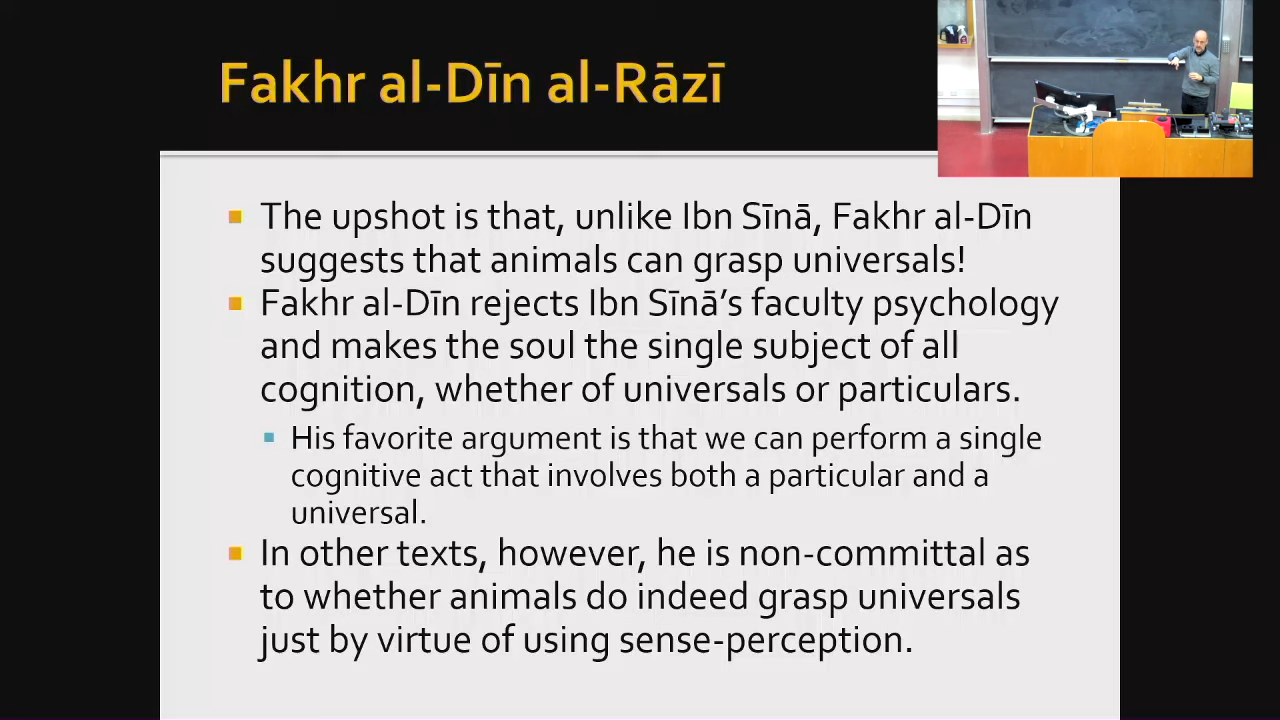 Fakhr al-Dīn al-Rāzī
The upshot is that, unlike Ibn Sīnā, Fakhr al-Dīn
suggests that animals can grasp universals!
Fakhr al-Dīn rejects Ibn Sīnā’s faculty psychology
and makes the soul the single subject of all
cognition, whether of universals or particulars.
His favorite argument is that we can perform a single
cognitive act that involves both a particular and a
universal.
In other texts, however, he is non-committal as
to whether animals do indeed grasp universals
just by virtue of using sense-perception.